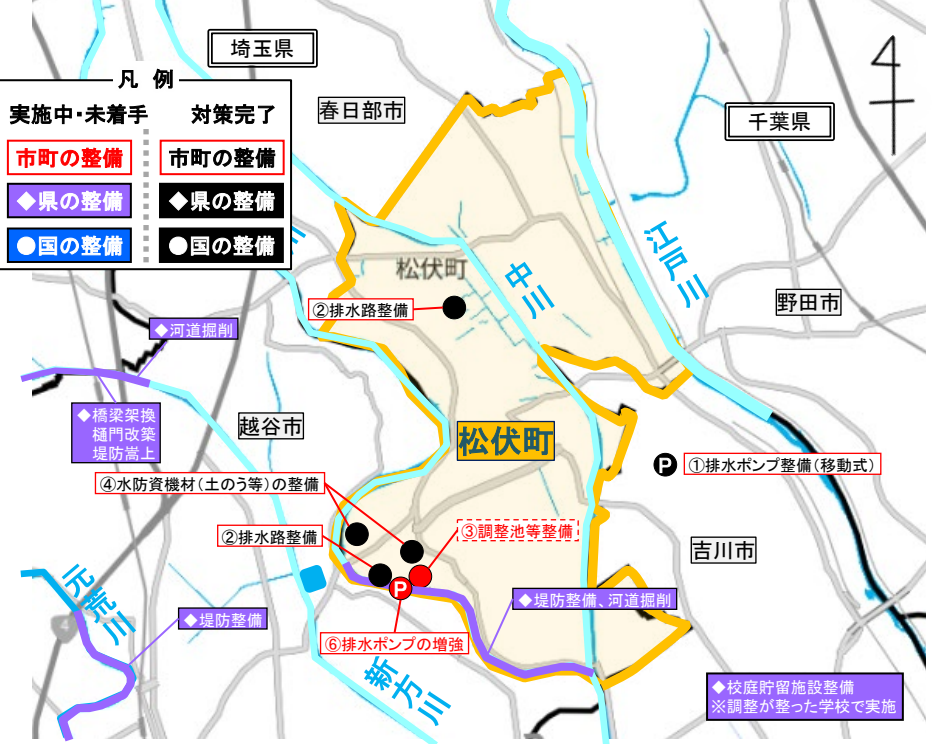 埼玉県
凡 例
実施中・未着手
対策完了
市町の整備
市町の整備
◆県の整備
◆県の整備
●国の整備
●国の整備
春日部市
千葉県
川
松伏町
中川
江戸川
野田市
②排水路整備
◆河道掘削
◆橋梁架換
樋門改築
堤防嵩上
越谷市
松伏町
P
①排水ポンプ整備(移動式)
④水防資機材(土のう等)の整備
②排水路整備
③調整池等整備
吉川市
P
元荒川
4
◆堤防整備
◆堤防整備、河道掘削
⑥排水ポンプの増強
新方川
◆校庭貯留施設整備
※調整が整った学校で実施